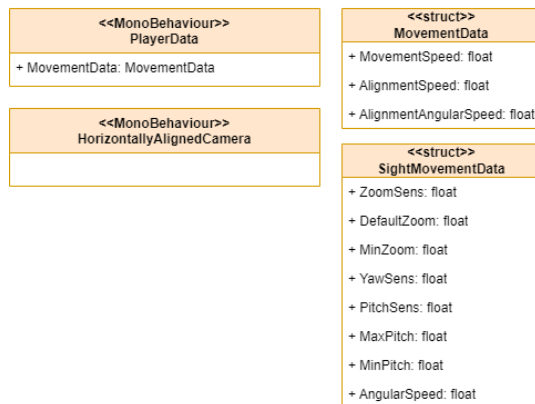 <<MonoBehaviour>>
PlayerData
+ MovementData: MovementData
<<MonoBehaviour>>
HorizontallyAlignedCamera
<<struct>>
MovementData
+ MovementSpeed: float
+ AlignmentSpeed: float
+ AlignmentAngularSpeed: float
<<struct>>
SightMovementData
+ ZoomSens: float
+ DefaultZoom: float
+ MinZoom: float
+ YawSens: float
+ PitchSens: float
+ MaxPitch: float
+ MinPitch: float
+ AngularSpeed: float